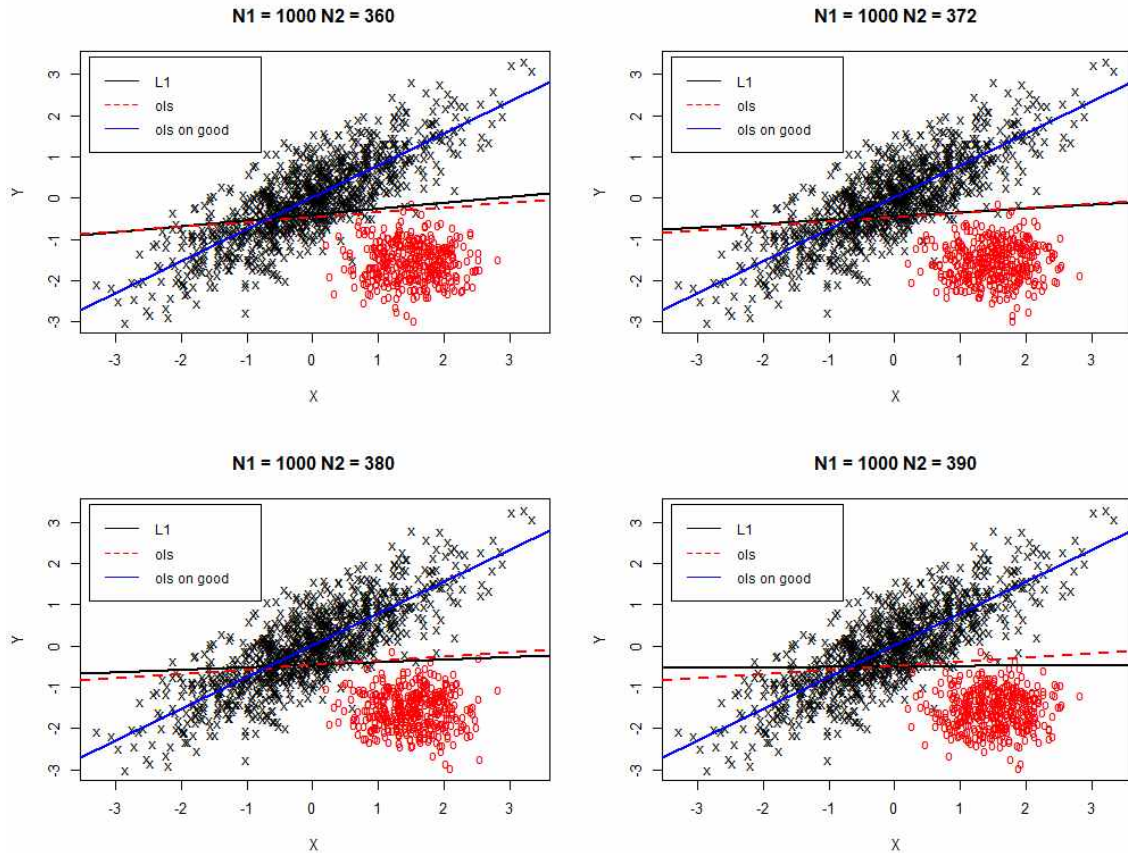 N1 = 1000 N2 = 360
L1
ols
ols on good
Y
3
2
1
0
-1
-2
-3
-3
-2
-1
0
1
2
3
X
N1 = 1000 N2 = 372
L1
ols
ols on good
Y
3
2
1
0
-1
-2
-3
-3
-2
-1
0
1
2
3
X
N1 = 1000 N2 = 380
L1
ols
ols on good
Y
3
2
1
0
-1
-2
-3
-3
-2
-1
0
1
2
3
X
N1 = 1000 N2 = 390
L1
ols
ols on good
Y
3
2
1
0
-1
-2
-3
-3
-2
-1
0
1
2
3
X